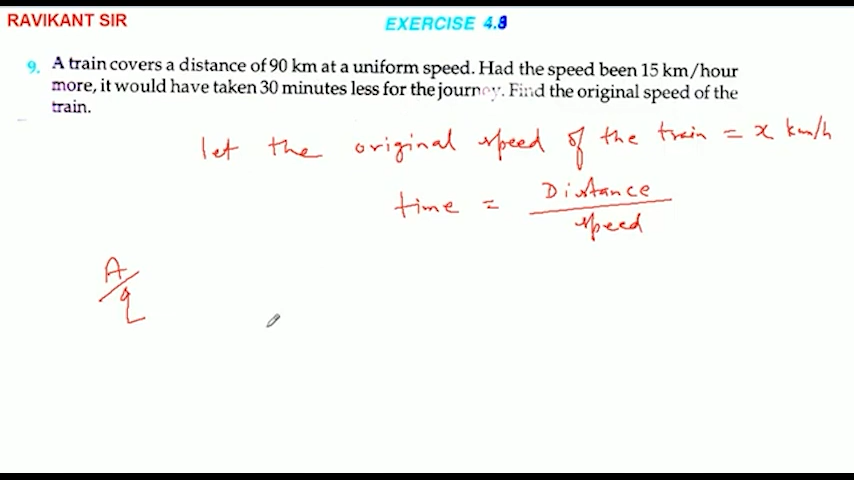 RAVIKANT SIR
EXERCISE 4.8
9. A train covers a distance of 90 km at a uniform speed. Had the speed been 15 km/hour
more, it would have taken 30 minutes less for the journey. Find the original speed of the
train.
let the original speed of the train = x km/h
time = Distance / speed
A/q